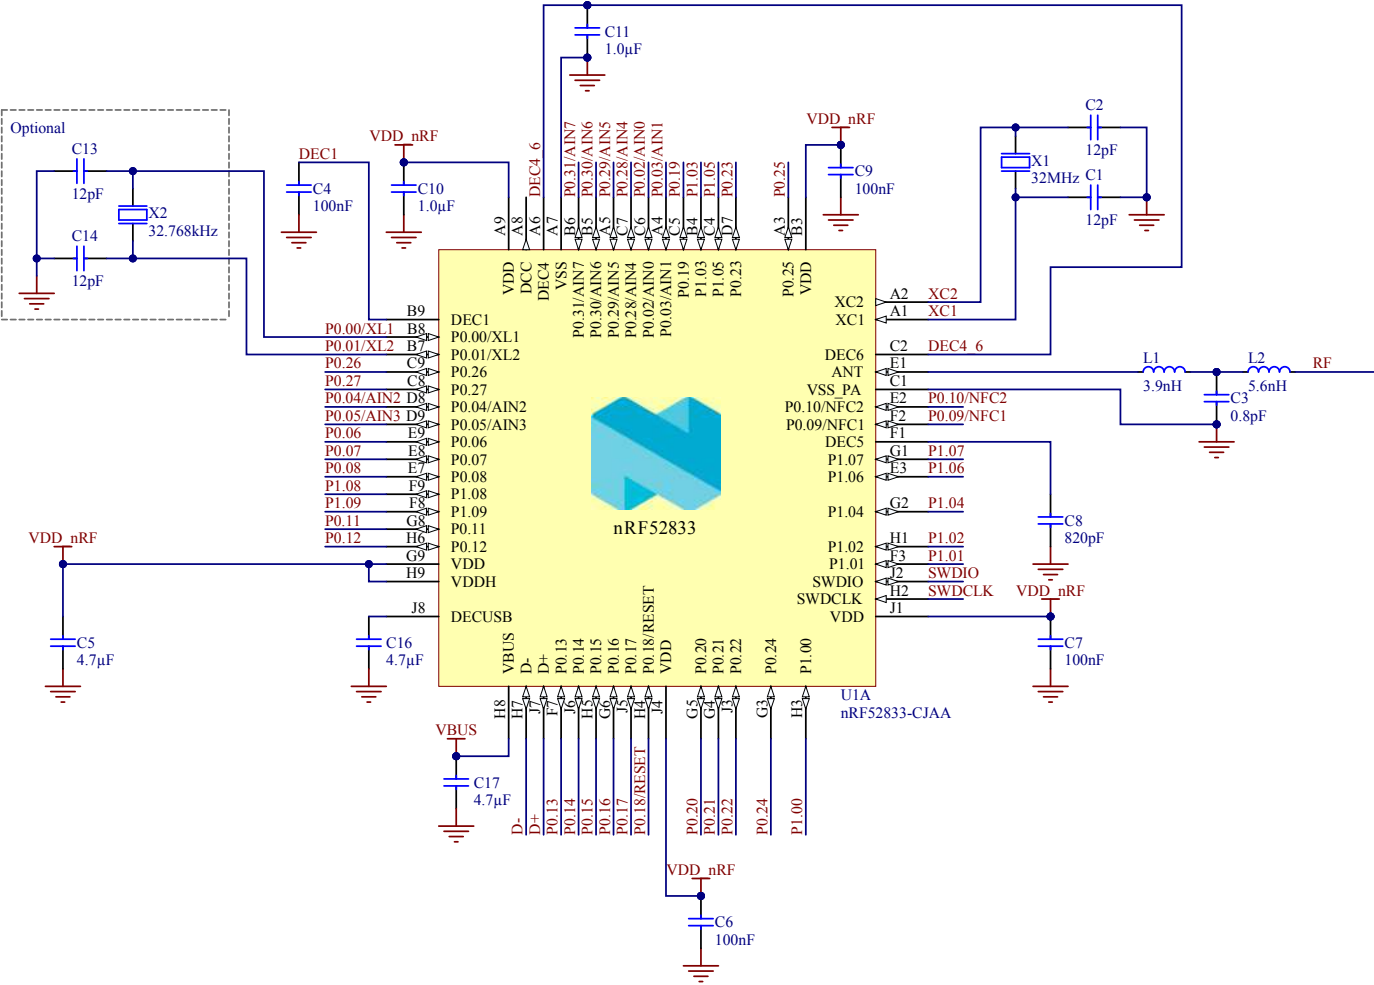 C11
1.0µF
Optional
C13
12pF
X2
32.768kHz
C14
12pF
DEC1
C4
100nF
VDD_nRF
C10
1.0µF
DEC4_6
P0.31/AIN7
P0.30/AIN6
P0.29/AIN5
P0.28/AIN4
P0.02/AIN0
P0.03/AIN1
P0.19
P1.03
P1.05
P0.23
P0.25
VDD_nRF
C9
100nF
C2
12pF
X1
32MHz
C1
12pF
A9
A8
A6
A7
B6
B5
A5
C7
C6
A4
C5
B4
C4
D7
A3
B3
VDD
DCC
DEC4
VSS
P0.31/AIN7
P0.30/AIN6
P0.29/AIN5
P0.28/AIN4
P0.02/AIN0
P0.03/AIN1
P0.19
P1.03
P1.05
P0.23
P0.25
VDD
B9 DEC1
P0.00/XL1 B8 P0.00/XL1
P0.01/XL2 B7 P0.01/XL2
P0.26 C9 P0.26
P0.27 C8 P0.27
P0.04/AIN2 D8 P0.04/AIN2
P0.05/AIN3 D9 P0.05/AIN3
P0.06 E9 P0.06
P0.07 E8 P0.07
P0.08 E7 P0.08
P1.08 F9 P1.08
P1.09 F8 P1.09
P0.11 G8 P0.11
P0.12 H6 P0.12
G9 VDD
H9 VDDH
J8 DECUSB
XC2 A2 XC2
XC1 A1 XC1
DEC6 C2 DEC4_6
ANT E1
VSS_PA C1
P0.10/NFC2 E2 P0.10/NFC2
P0.09/NFC1 F2 P0.09/NFC1
DEC5 F1
P1.07 G1 P1.07
P1.06 E3 P1.06
P1.04 G2 P1.04
P1.02 H1 P1.02
P1.01 F3 P1.01
SWDIO J2 SWDIO
SWDCLK H2 SWDCLK
VDD J1
nRF52833
L1
3.9nH
L2
5.6nH
RF
C3
0.8pF
C8
820pF
VDD_nRF
C7
100nF
VDD_nRF
C5
4.7µF
C16
4.7µF
VBUS
D-
D+
P0.13
P0.14
P0.15
P0.16
P0.17
P0.18/RESET
VDD
P0.20
P0.21
P0.22
P0.24
P1.00
U1A
nRF52833-CJAA
H8
H7
J7
F7
J6
H5
G6
J5
H4
J4
G5
G4
J3
G3
H3
VBUS
C17
4.7µF
D-
D+
P0.13
P0.14
P0.15
P0.16
P0.17
P0.18/RESET
P0.20
P0.21
P0.22
P0.24
P1.00
VDD_nRF
C6
100nF